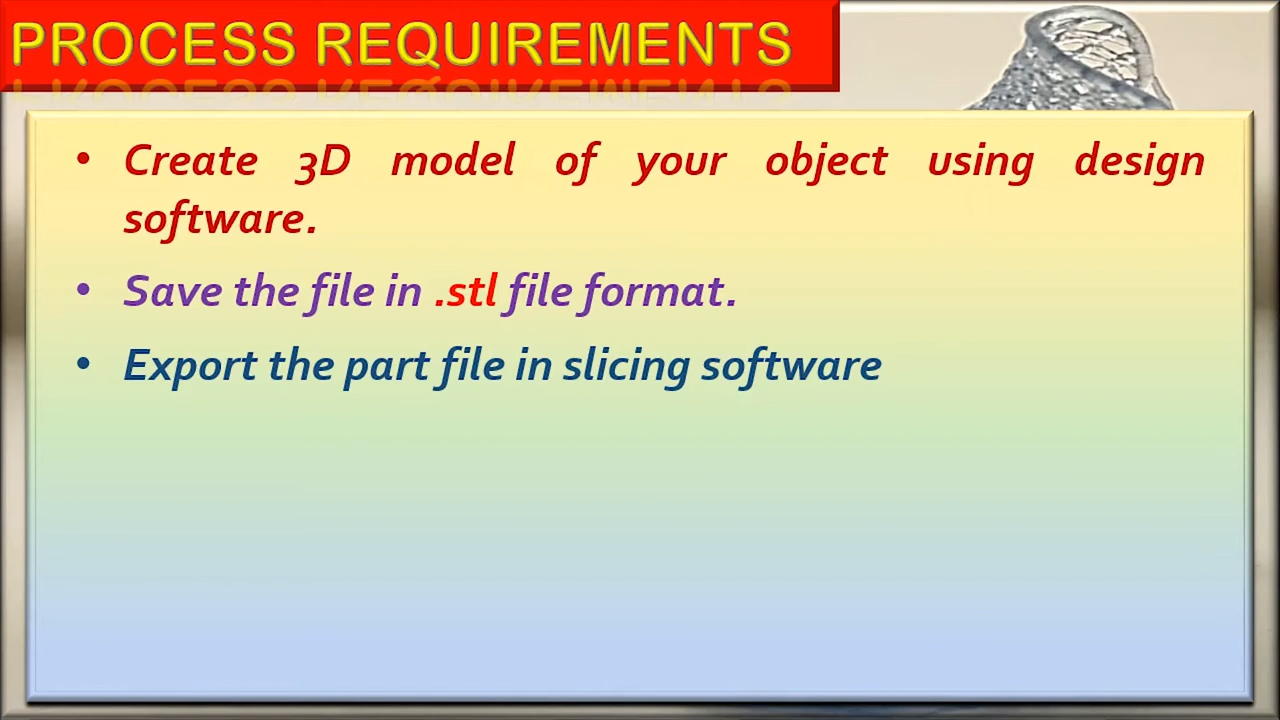 PROCESS REQUIREMENTS
• Create 3D model of your object using design
software.
• Save the file in .stl file format.
• Export the part file in slicing software